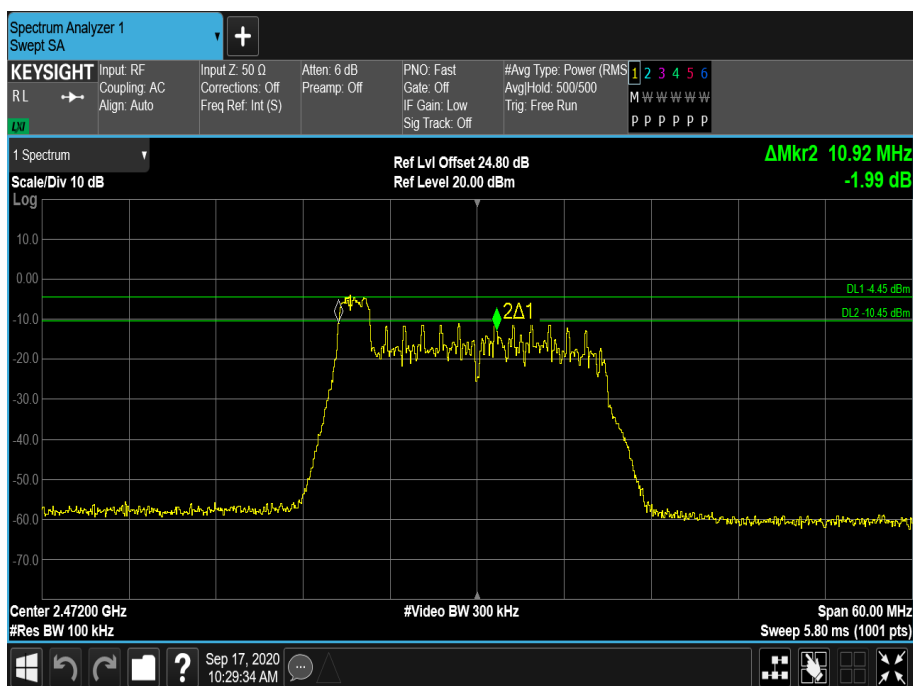 Spectrum Analyzer 1
Swept SA
+
KEYSIGHT Input: RF Input Z: 50 Ω Atten: 6 dB PNO: Fast #Avg Type: Power (RMS 1 2 3 4 5 6
R L Coupling: AC Corrections: Off Preamp: Off Gate: Off Avg|Hold: 500/500 M W W W W W
Align: Auto Freq Ref: Int (S) IF Gain: Low Trig: Free Run
LXI Sig Track: Off P P P P P P
1 Spectrum Ref Lvl Offset 24.80 dB ΔMkr2 10.92 MHz
Scale/Div 10 dB Ref Level 20.00 dBm -1.99 dB
Log
10.0
0.00
DL1 -4.45 dBm
-10.0 2Δ1 DL2 -10.45 dBm
-20.0
-30.0
-40.0
-50.0
-60.0
-70.0
Center 2.47200 GHz #Video BW 300 kHz Span 60.00 MHz
#Res BW 100 kHz Sweep 5.80 ms (1001 pts)
? Sep 17, 2020
10:29:34 AM